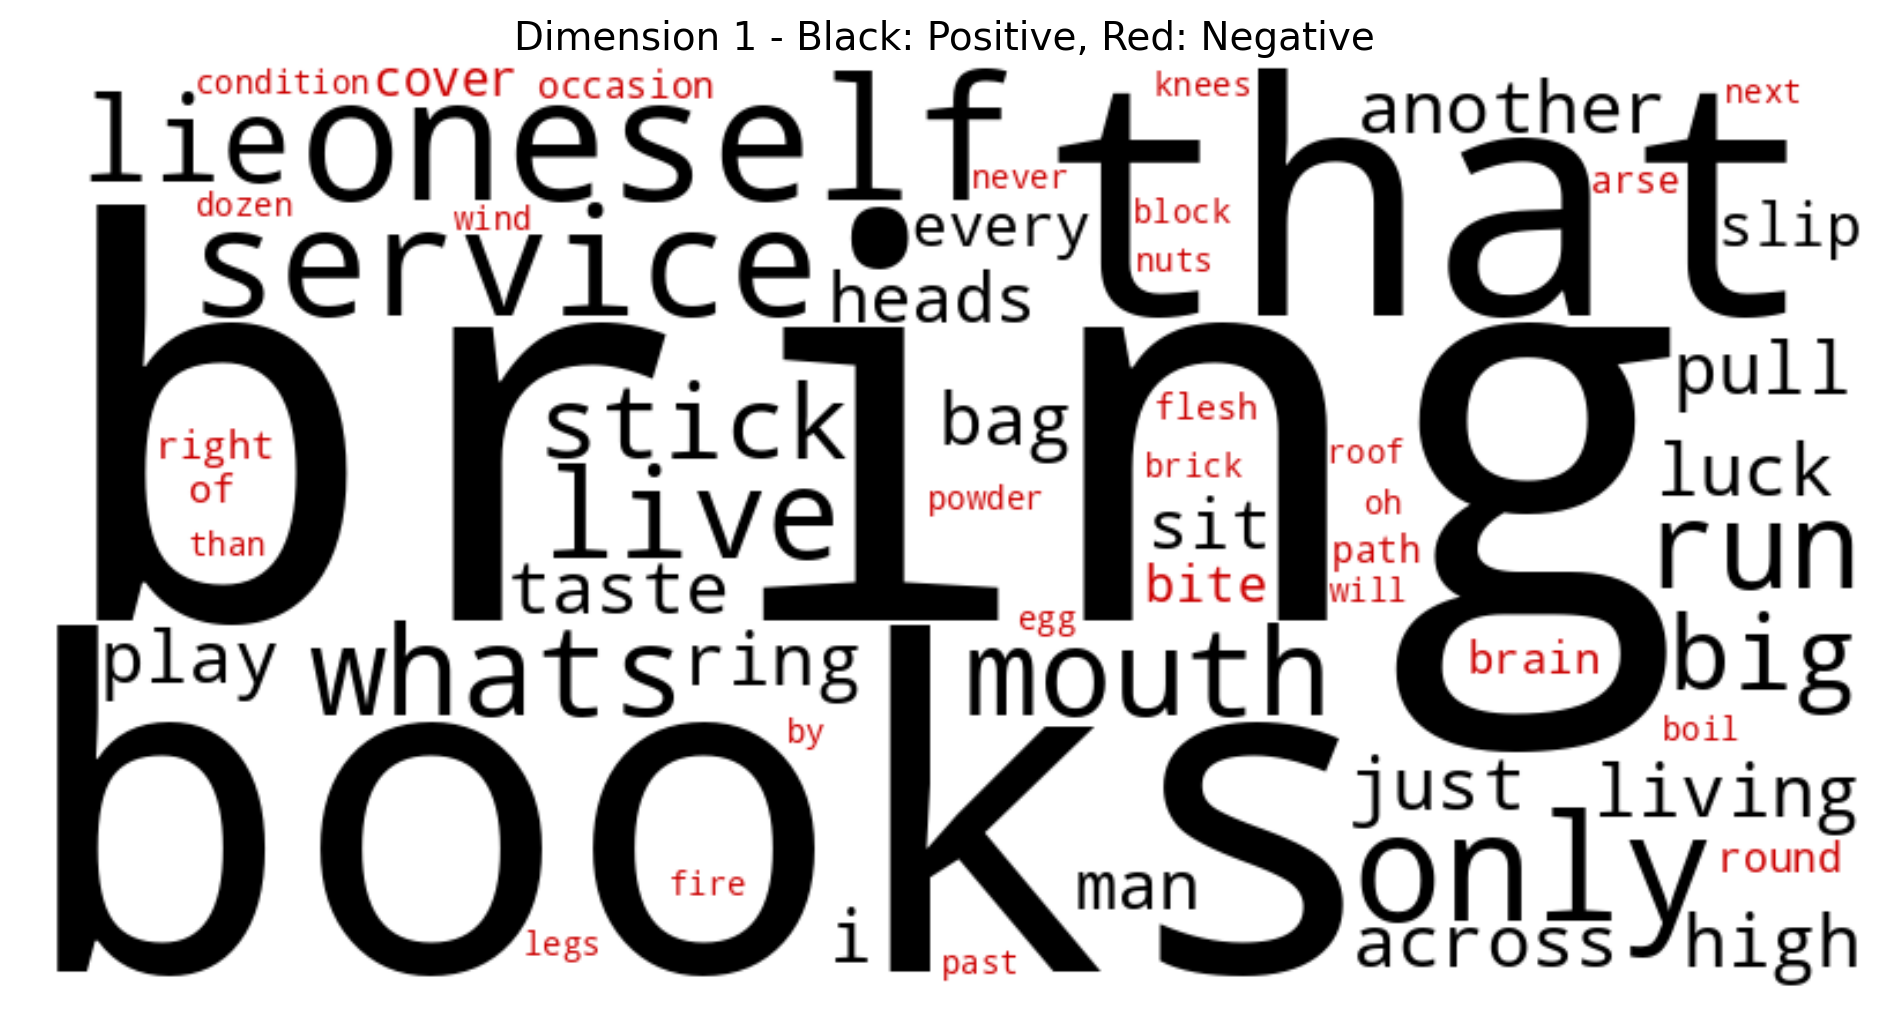 Dimension 1 - Black: Positive, Red: Negative
condition cover occasion knees next
lie oneself that another
never arse
dozen wind block slip
service every
nuts
heads
bring
pull
stick bag flesh
right roof luck
of brick
live powder oh
than sit path run
taste bite will
egg
play whats ring mouth brain big
by boil
books
just living
fire man only round
legs i across high
past